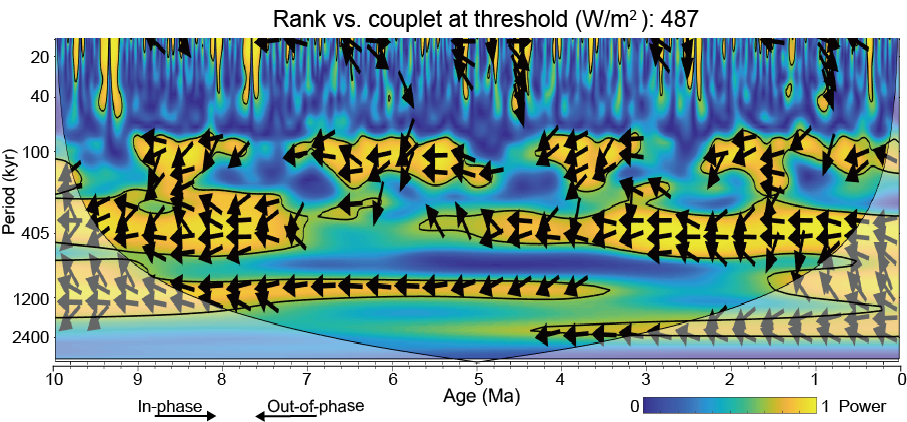 Rank vs. couplet at threshold (W/m²): 487
Period (kyr)
20
40
100
405
1200
2400
10 9 8 7 6 5 4 3 2 1 0
Age (Ma)
In-phase Out-of-phase
0 1 Power